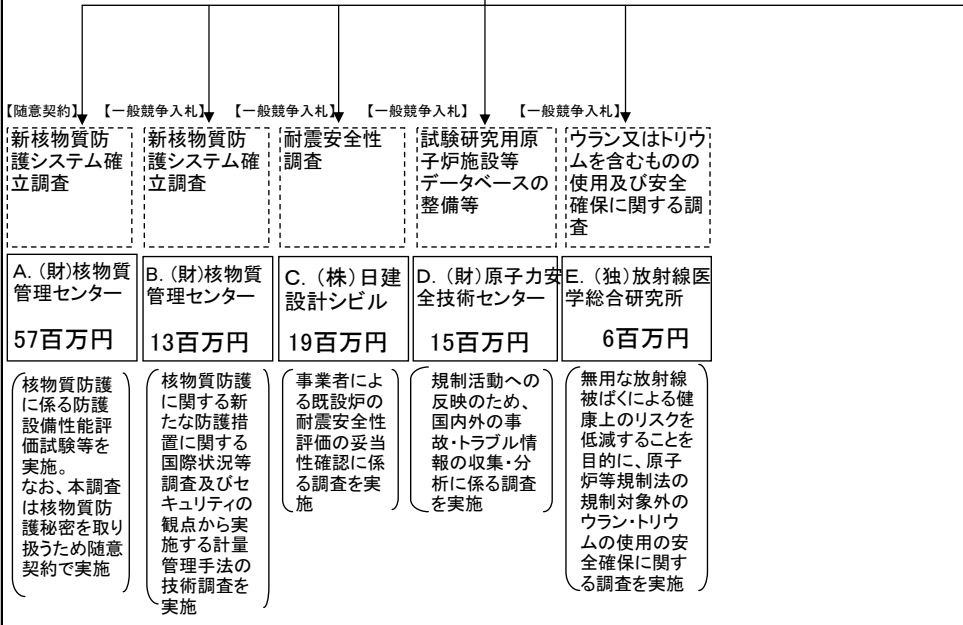 【随意契約】
【一般競争入札】
【一般競争入札】
【一般競争入札】
【一般競争入札】
新核物質防
護システム確
立調査
新核物質防
護システム確
立調査
耐震安全性
調査
試験研究用原
子炉施設等
データベースの
整備等
ウラン又はトリウ
ムを含むものの
使用及び安全
確保に関する調
査
A. (財)核物質
管理センター
57百万円
B. (財)核物質
管理センター
13百万円
C. (株)日建
設計シビル
19百万円
D. (財)原子力安
全技術センター
15百万円
E. (独)放射線医
学総合研究所
6百万円
核物質防護
に係る防護
設備性能評
価試験等を
実施。
なお、本調査
は核物質防
護秘密を取り
扱うため随意
契約で実施
核物質防護
に関する新
たな防護措
置に関する
国際状況等
調査及びセ
キュリティの
観点から実
施する計量
管理手法の
技術調査を
実施
事業者によ
る既設炉の
耐震安全性
評価の妥当
性確認に係
る調査を実
施
規制活動への
反映のため、
国内外の事
故・トラブル情
報の収集・分
析に係る調査
を実施
無用な放射線
被ばくによる健
康上のリスクを
低減することを
目的に、原子
炉等規制法の
規制対象外の
ウラン・トリウ
ムの使用の安
全確保に関す
る調査を実施